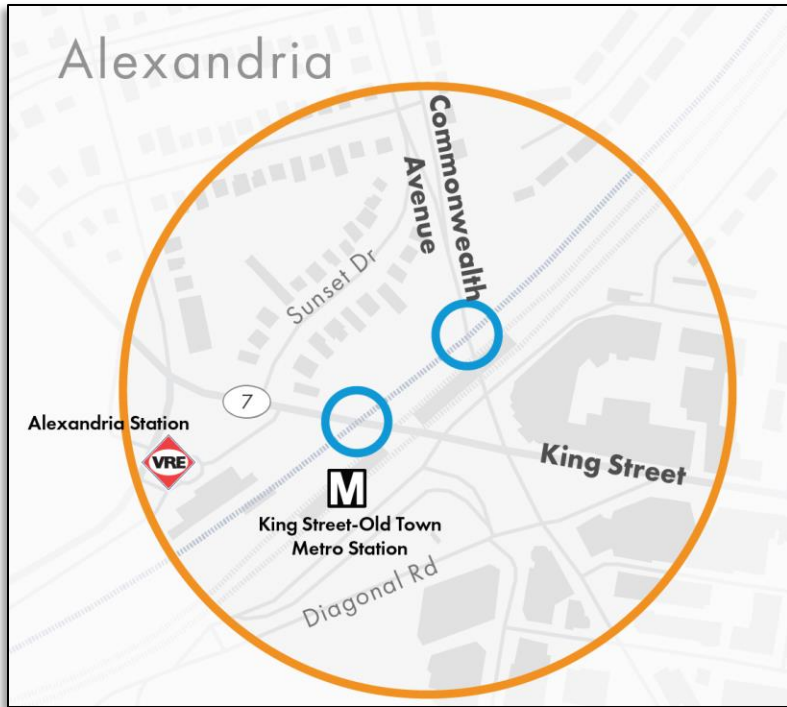 Alexandria
Commonwealth
Avenue
Sunset Dr
7
Alexandria Station
VRE
King Street
M
King Street-Old Town
Metro Station
Diagonal Rd